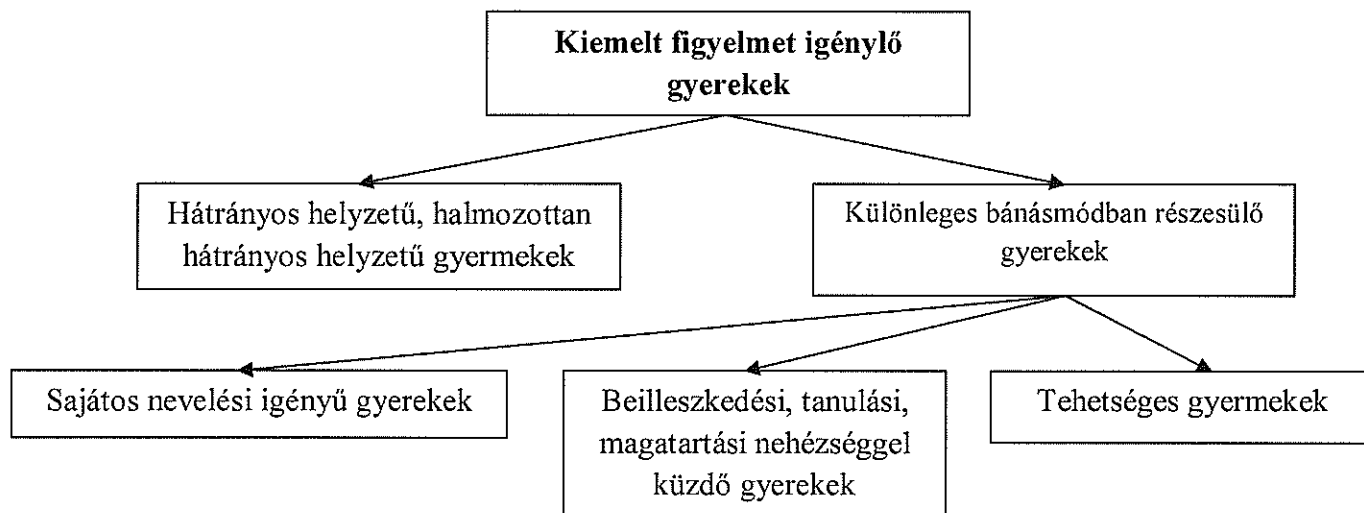 Kiemelt figyelmet igénylő
gyerekek
Hátrányos helyzetű, halmozottan
hátrányos helyzetű gyermekek
Különleges bánásmódban részesülő
gyerekek
Sajátos nevelési igényű gyerekek
Beilleszkedési, tanulási,
magatartási nehézséggel
küzdő gyerekek
Tehetséges gyermekek